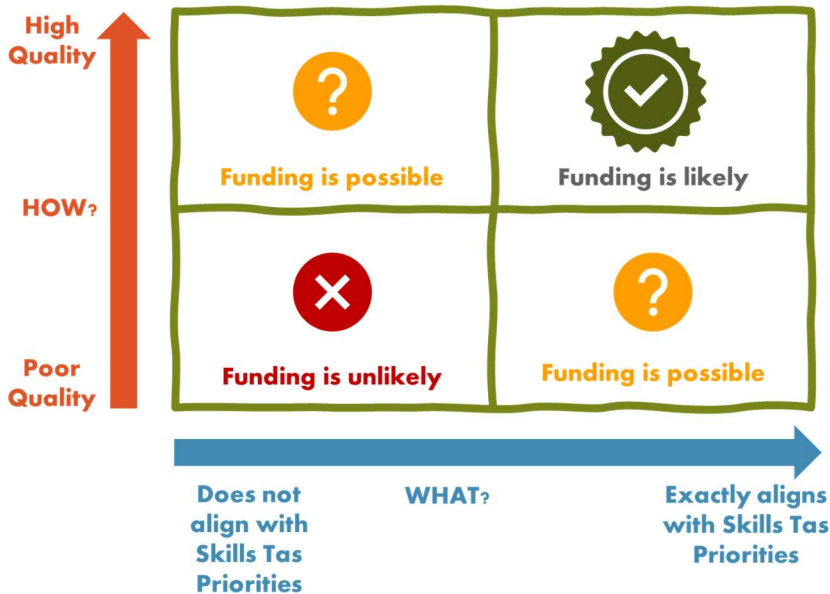 High
Quality
Funding is possible
Funding is likely
HOW?
Poor
Quality
Funding is unlikely
Funding is possible
Does not
align with
Skills Tas
Priorities
WHAT?
Exactly aligns
with Skills Tas
Priorities